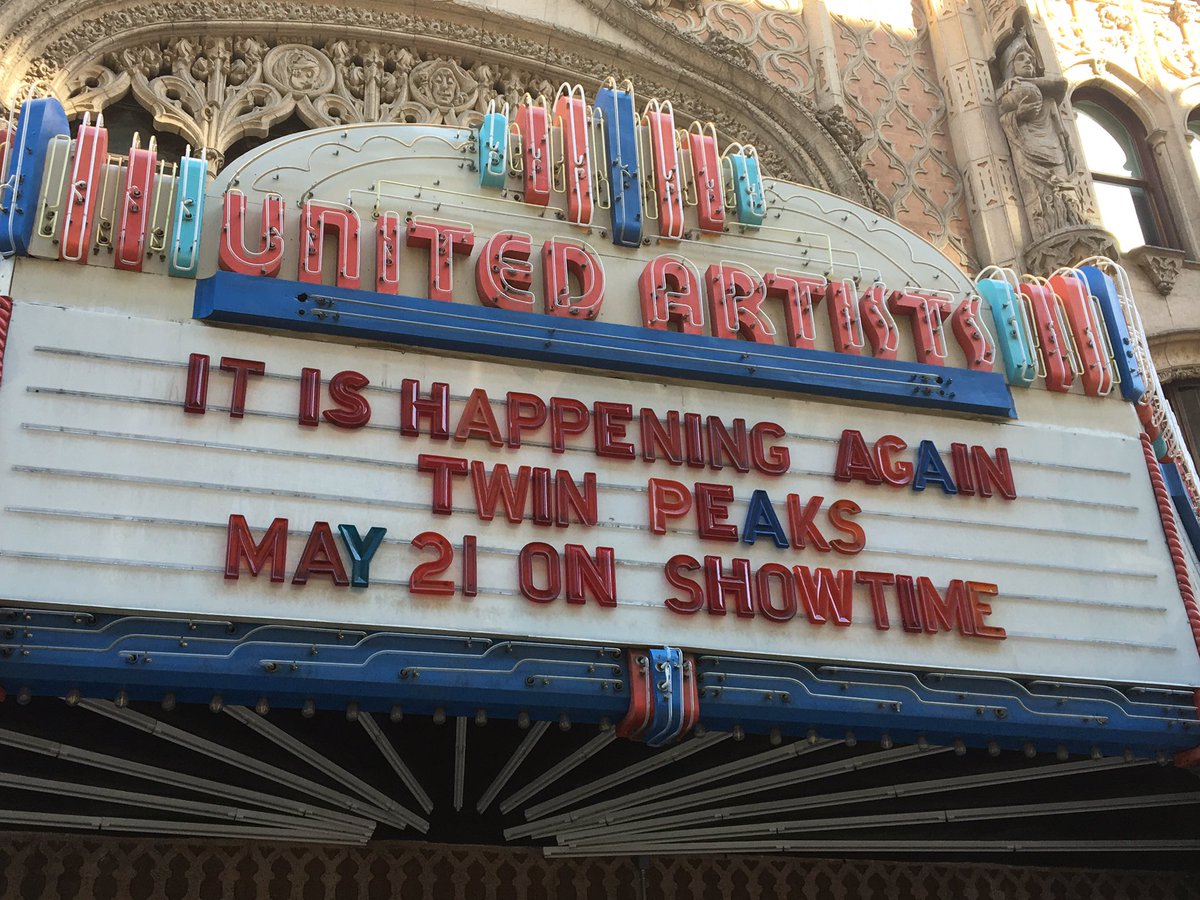 UNITED ARTISTS
IT IS HAPPENING AGAIN
TWIN PEAKS
MAY 21 ON SHOWTIME